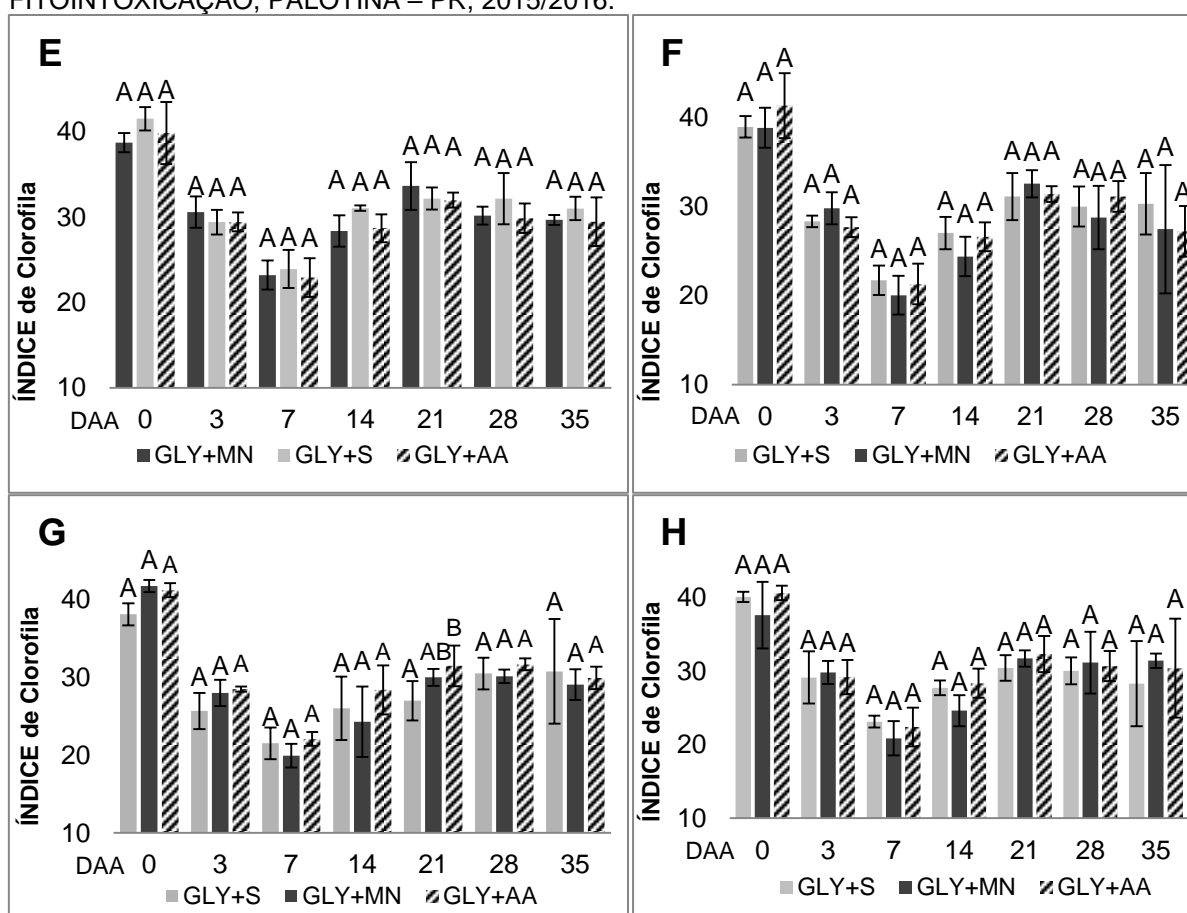 FITOINTOXICAÇÃO, PALOTINA – PR, 2015/2016.
E
ÍNDICE de Clorofila
40
30
20
10
A A A A A A A A A A A A A A A A A A A A A
DAA 0 3 7 14 21 28 35
GLY+MN GLY+S GLY+AA
F
ÍNDICE de Clorofila
40
30
20
10
A A A A A A A A A A A A A A A A A A A A A
DAA 0 3 7 14 21 28 35
GLY+S GLY+MN GLY+AA
G
ÍNDICE de Clorofila
40
30
20
10
A A A A A A A A A A A A A AB B A A A A A A
DAA 0 3 7 14 21 28 35
GLY+S GLY+MN GLY+AA
H
ÍNDICE de Clorofila
40
30
20
10
A A A A A A A A A A A A A A A A A A A A A
DAA 0 3 7 14 21 28 35
GLY+S GLY+MN GLY+AA